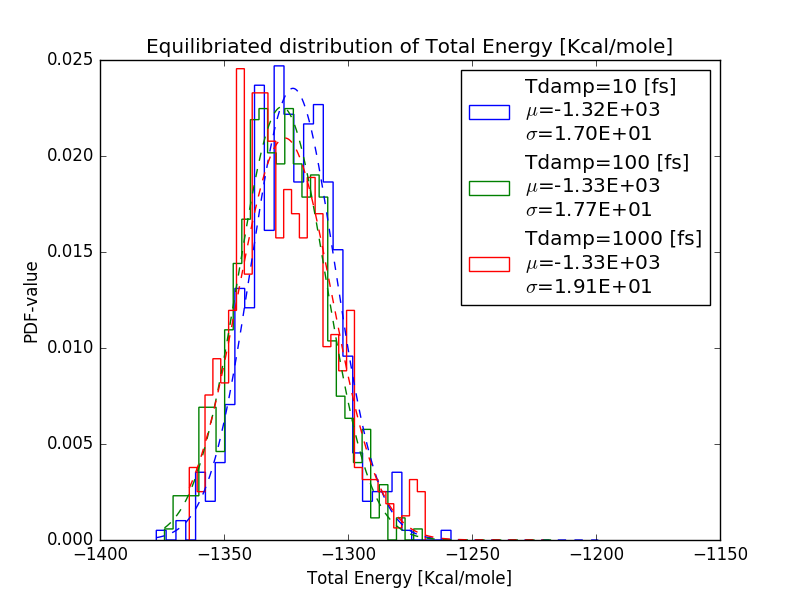 Equilibriated distribution of Total Energy [Kcal/mole]
0.025
0.020
0.015
0.010
0.005
0.000
PDF-value
Tdamp=10 [fs]
μ=-1.32E+03
σ=1.70E+01
Tdamp=100 [fs]
μ=-1.33E+03
σ=1.77E+01
Tdamp=1000 [fs]
μ=-1.33E+03
σ=1.91E+01
−1400 −1350 −1300 −1250 −1200 −1150
Total Energy [Kcal/mole]